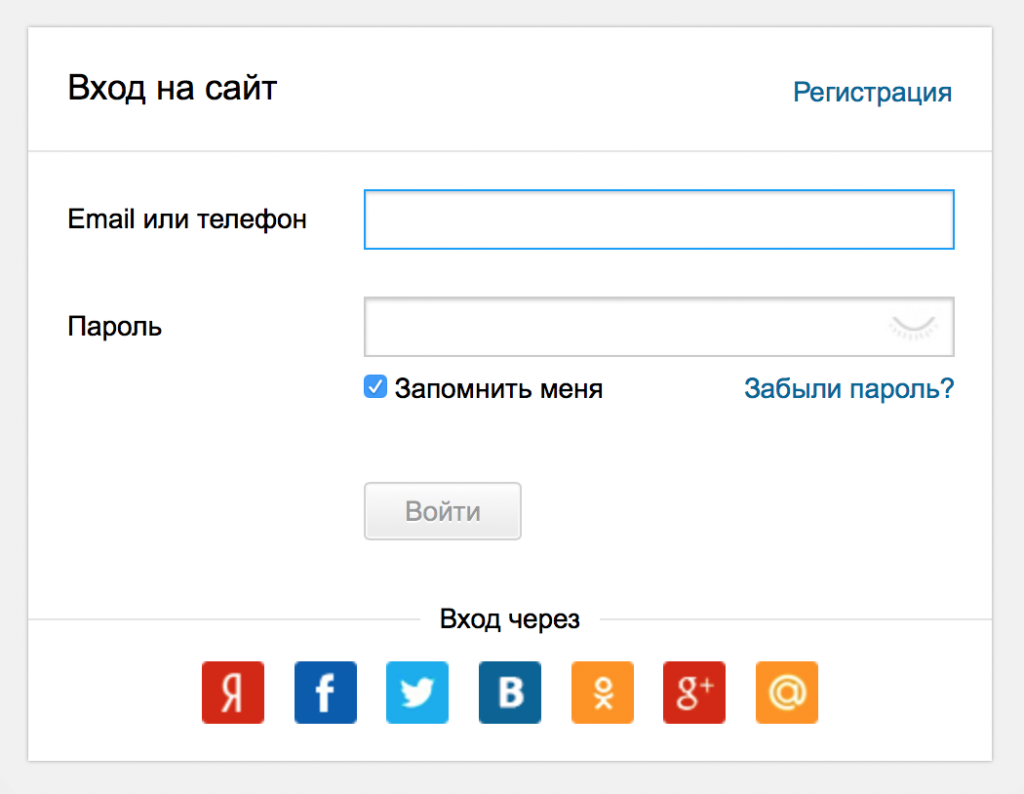 Вход на сайт
Регистрация
Email или телефон
Пароль
Запомнить меня
Забыли пароль?
Войти
Вход через
Я f B g+ @